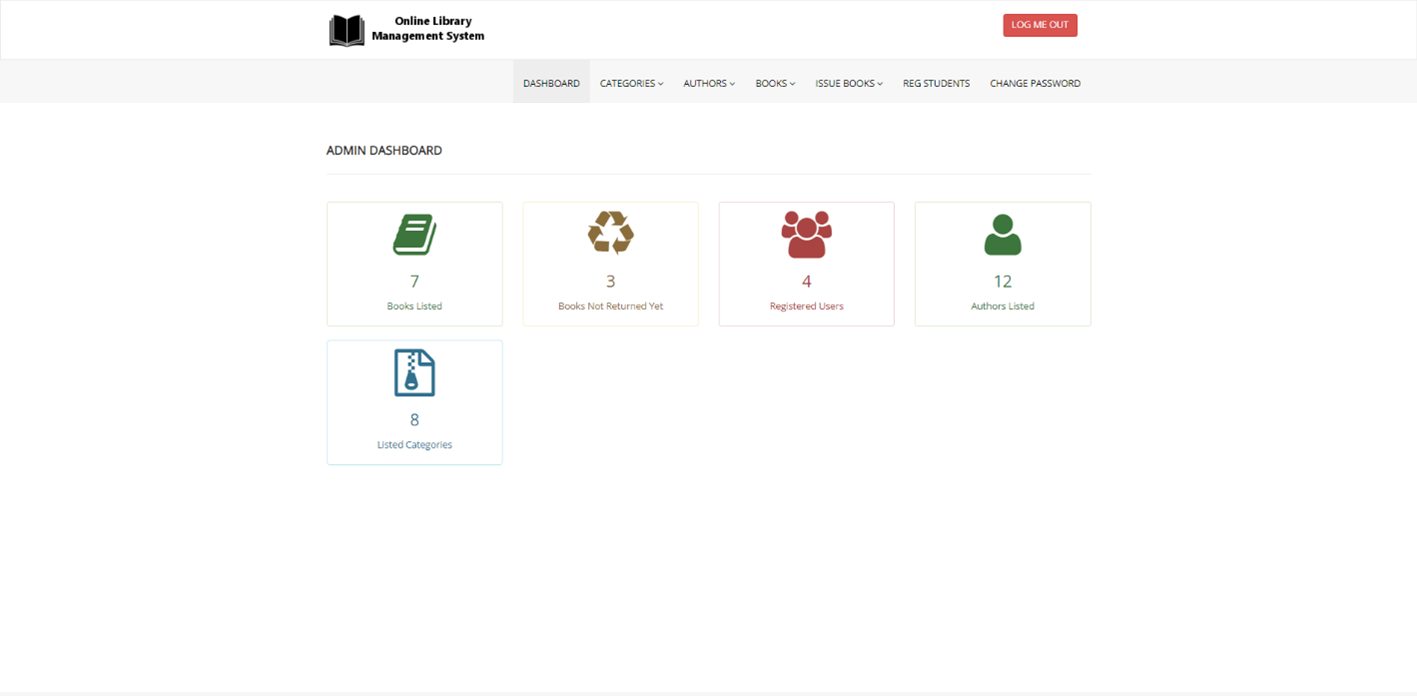 Online Library
Management System
LOG ME OUT
DASHBOARD CATEGORIES AUTHORS BOOKS ISSUE BOOKS REG STUDENTS CHANGE PASSWORD
ADMIN DASHBOARD
7
Books Listed
3
Books Not Returned Yet
4
Registered Users
12
Authors Listed
8
Listed Categories